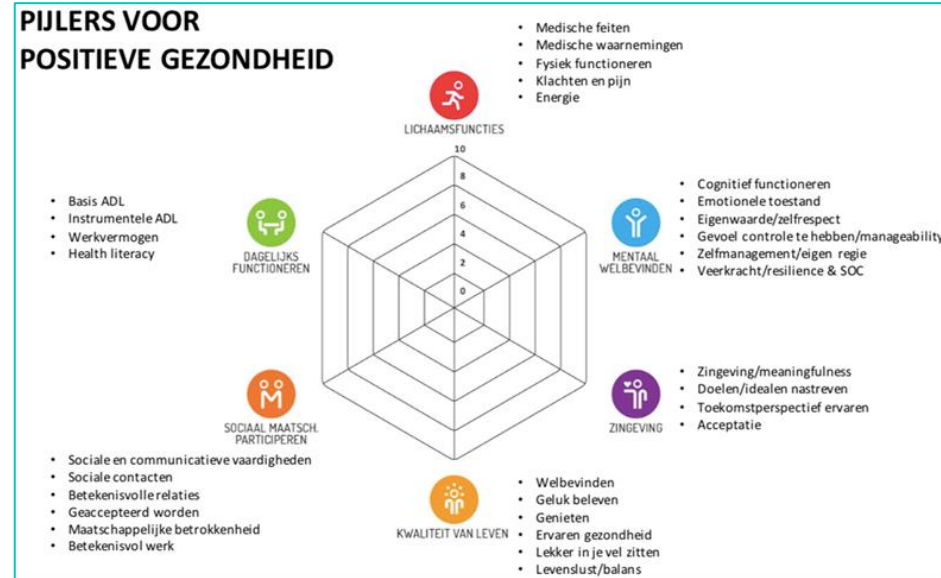 PIJLERS VOOR
POSITIEVE GEZONDHEID
• Medische feiten
• Medische waarnemingen
• Fysiek functioneren
• Klachten en pijn
• Energie
LICHAAMSFUNCTIES
10
8
6
4
2
0
• Cognitief functioneren
• Emotionele toestand
• Eigenwaarde/zelfrespect
• Gevoel controle te hebben/manageability
• Zelfmanagement/eigen regie
• Veerkracht/resilience & SOC
MENTAAL
WELBEVINDEN
• Zingeving/meaningfulness
• Doelen/idealen nastreven
• Toekomstperspectief ervaren
• Acceptatie
ZINGEVING
• Welbevinden
• Geluk beleven
• Genieten
• Ervaren gezondheid
• Lekker in je vel zitten
• Levenslust/balans
KWALITEIT VAN LEVEN
SOCIAAL MAATSCH.
PARTICIPEREN
• Sociale en communicatieve vaardigheden
• Sociale contacten
• Betekenisvolle relaties
• Geaccepteerd worden
• Maatschappelijke betrokkenheid
• Betekenisvol werk
• Basis ADL
• Instrumentele ADL
• Werkvermogen
• Health literacy
DAGELIJKS
FUNCTIONEREN